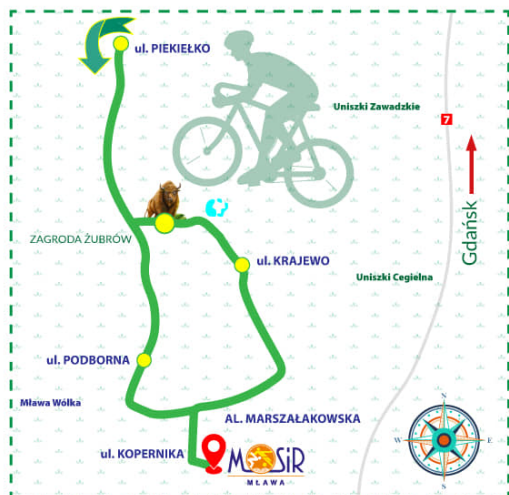 ul. PIEKIEŁKO
Uniszki Zawadzkie
7
Gdańsk
ZAGRODA ŻUBRÓW
ul. KRAJEWO
Uniszki Cegielna
ul. PODBORNA
Mława Wólka
AL. MARSZAŁAKOWSKA
ul. KOPERNIKA
MOSiR
MŁAWA
N
W
E
S